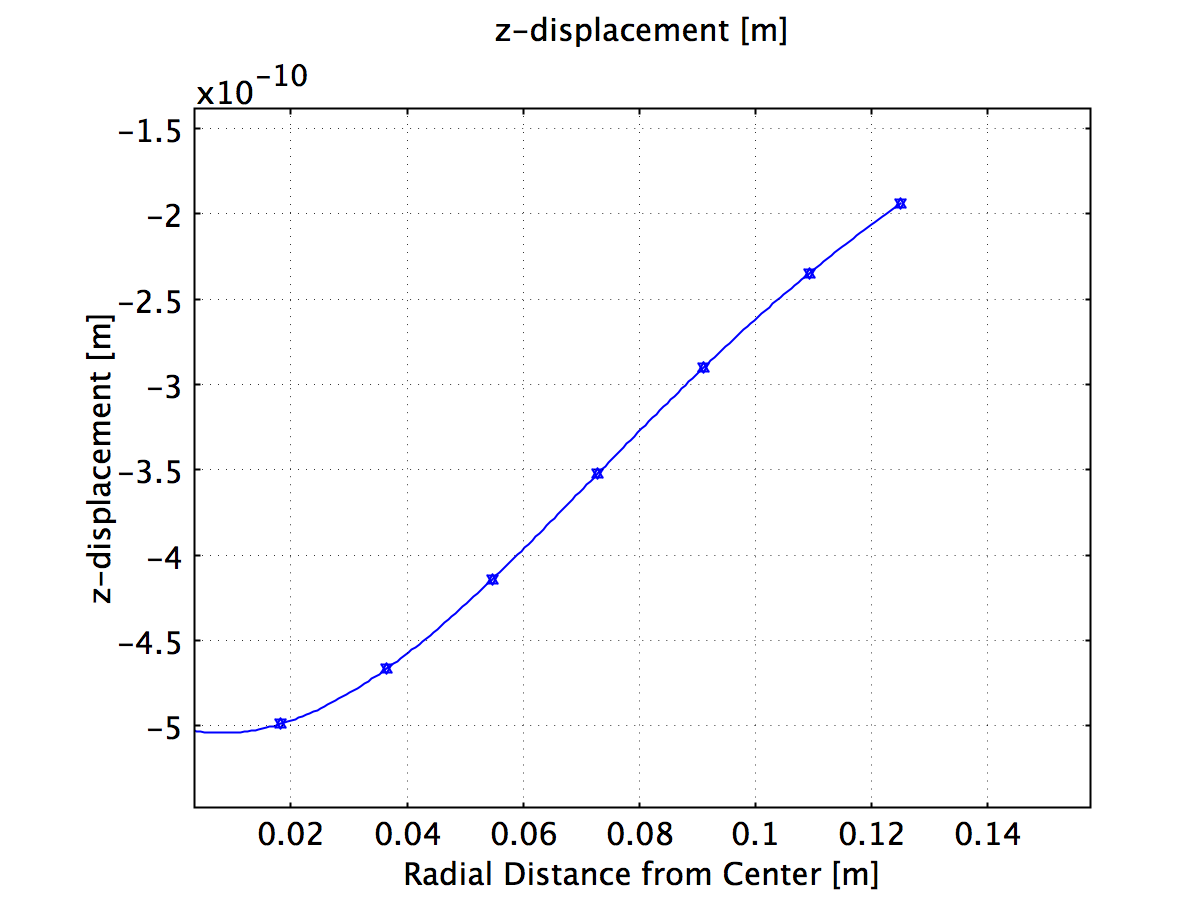 z-displacement [m]
x10^-10
-1.5
-2
-2.5
-3
-3.5
-4
-4.5
-5
z-displacement [m]
0.02 0.04 0.06 0.08 0.1 0.12 0.14
Radial Distance from Center [m]